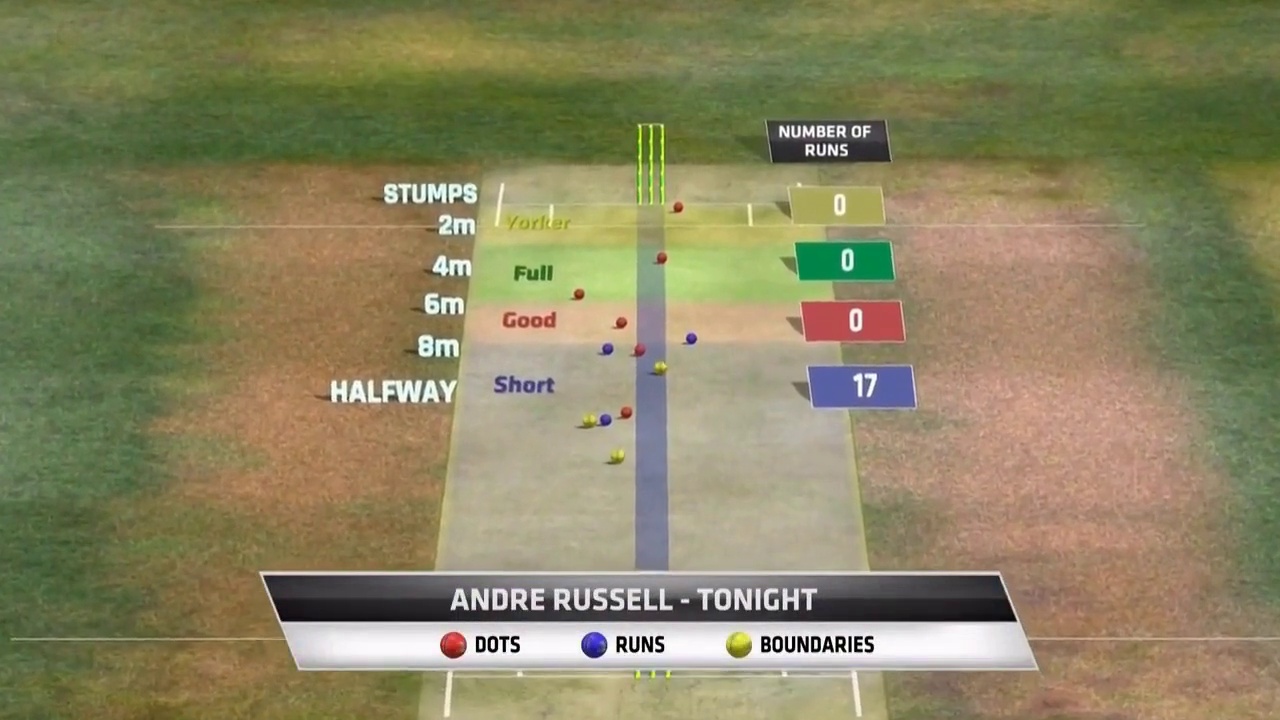 NUMBER OF
RUNS
STUMPS
0
Yorker
2m
4m
Full
0
6m
Good
0
8m
Short
17
HALFWAY
ANDRE RUSSELL - TONIGHT
DOTS
RUNS
BOUNDARIES